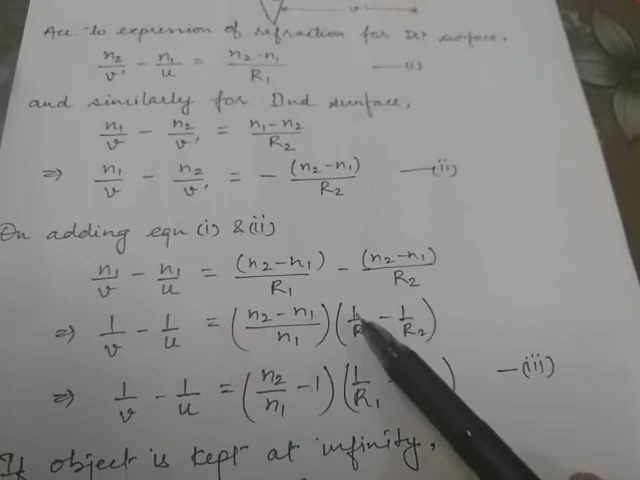 v
Acc. to expression of refraction for Ist surface.
n2/v' - n1/u = (n2-n1)/R1 —(i)
and similarly for IInd surface,
n1/v - n2/v' = (n1-n2)/R2
=> n1/v - n2/v' = - (n2-n1)/R2 —(ii)
On adding equn (i) & (ii)
n1/v - n1/u = (n2-n1)/R1 - (n2-n1)/R2
=> 1/v - 1/u = ((n2-n1)/n1) (1/R - 1/R2)
=> 1/v - 1/u = (n2/n1 - 1) (1/R1 ) —(iii)
If object is kept at infinity,